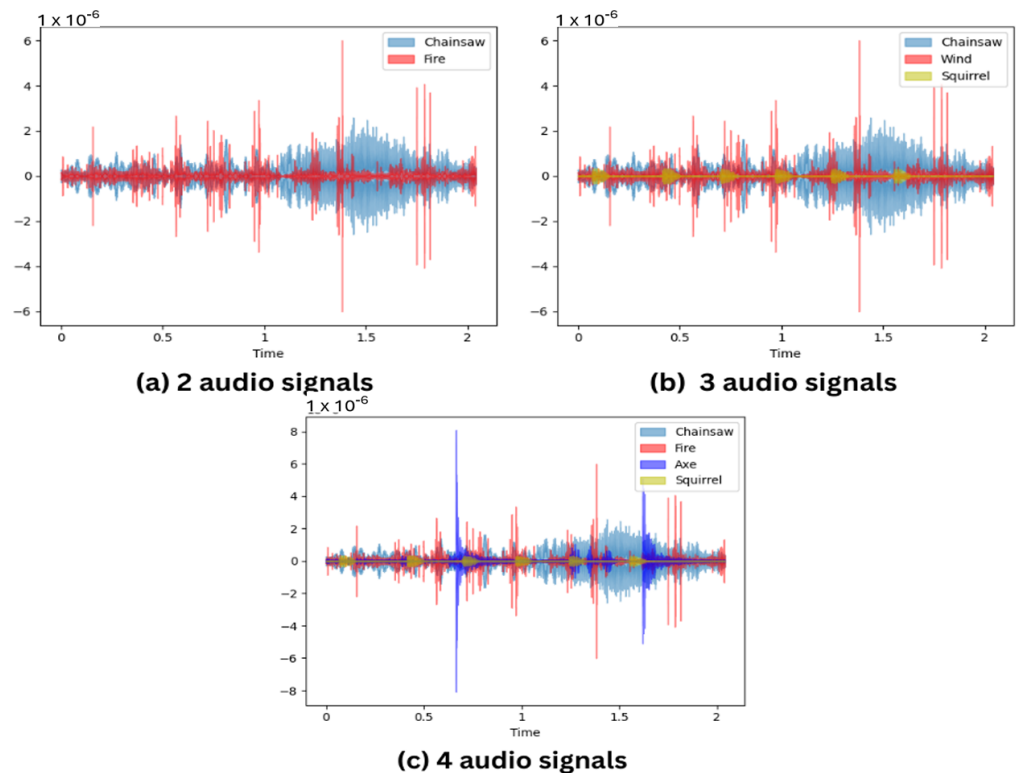 1 x 10⁻⁶
6
4
2
0
−2
−4
−6
0 0.5 1 1.5 2
Time
Chainsaw
Fire
(a) 2 audio signals
1 x 10⁻⁶
6
4
2
0
−2
−4
−6
0 0.5 1 1.5 2
Time
Chainsaw
Wind
Squirrel
(b) 3 audio signals
1 x 10⁻⁶
8
6
4
2
0
−2
−4
−6
−8
0 0.5 1 1.5 2
Time
Chainsaw
Fire
Axe
Squirrel
(c) 4 audio signals